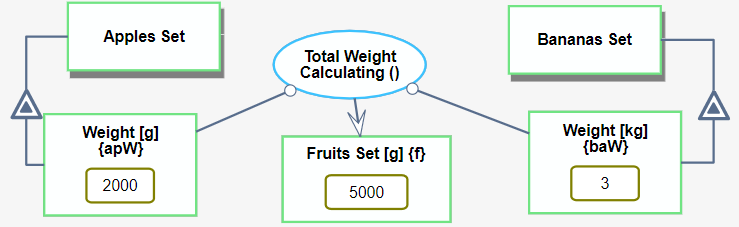 Apples Set
Total Weight
Calculating ()
Bananas Set
Weight [g]
{apW}
2000
Fruits Set [g] {f}
5000
Weight [kg]
{baW}
3